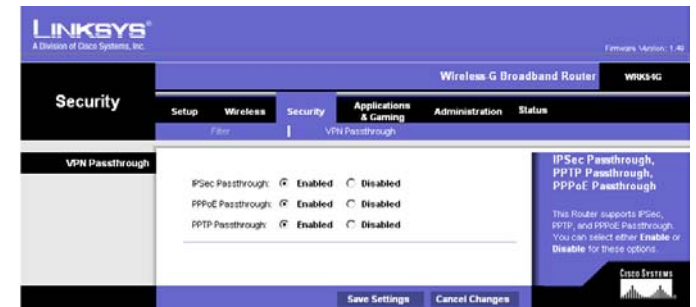 LINKSYS®
A Division of Cisco Systems, Inc.
Firmware Version: 1.40
Wireless-G Broadband Router WRK54G
Security
Setup Wireless Security Applications & Gaming Administration Status
Filter VPN Passthrough
VPN Passthrough
IPSec Passthrough: Enabled Disabled
PPPoE Passthrough: Enabled Disabled
PPTP Passthrough: Enabled Disabled
IPSec Passthrough,
PPTP Passthrough,
PPPoE Passthrough
This Router supports IPSec,
PPTP, and PPPoE Passthrough.
You can select either Enable or
Disable for these options.
CISCO SYSTEMS
Save Settings Cancel Changes